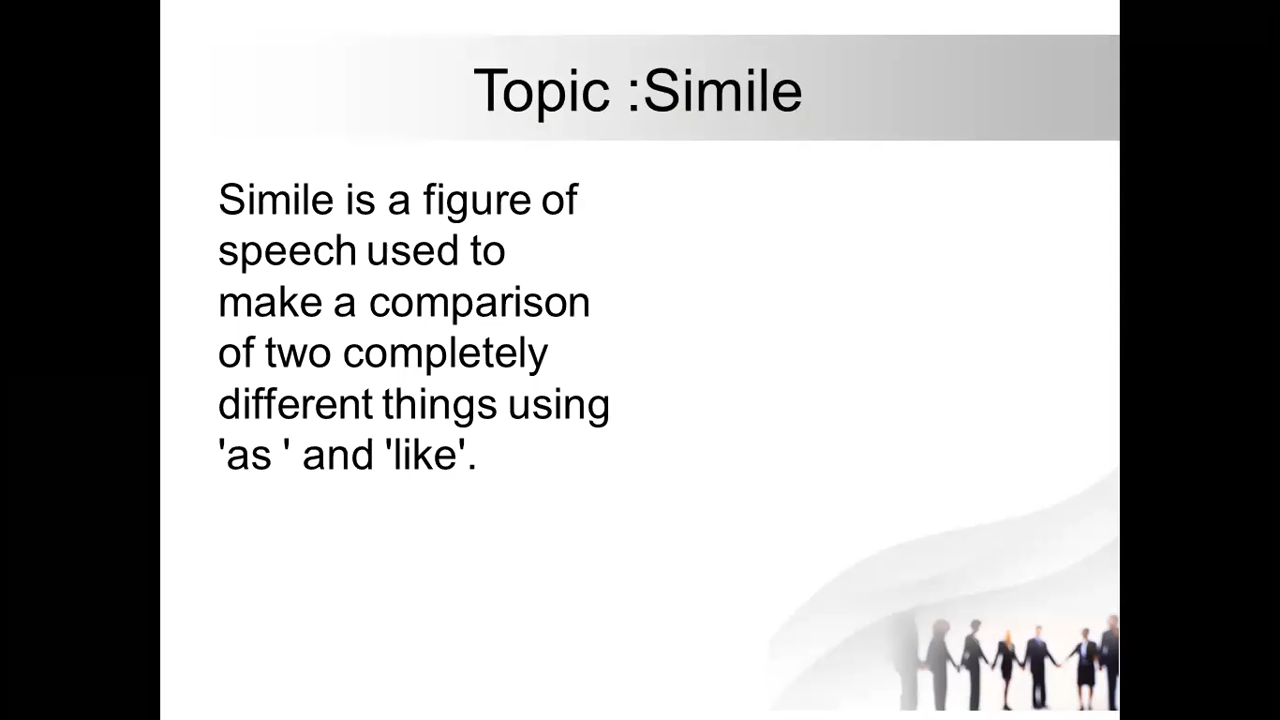 Topic :Simile
Simile is a figure of
speech used to
make a comparison
of two completely
different things using
'as ' and 'like'.